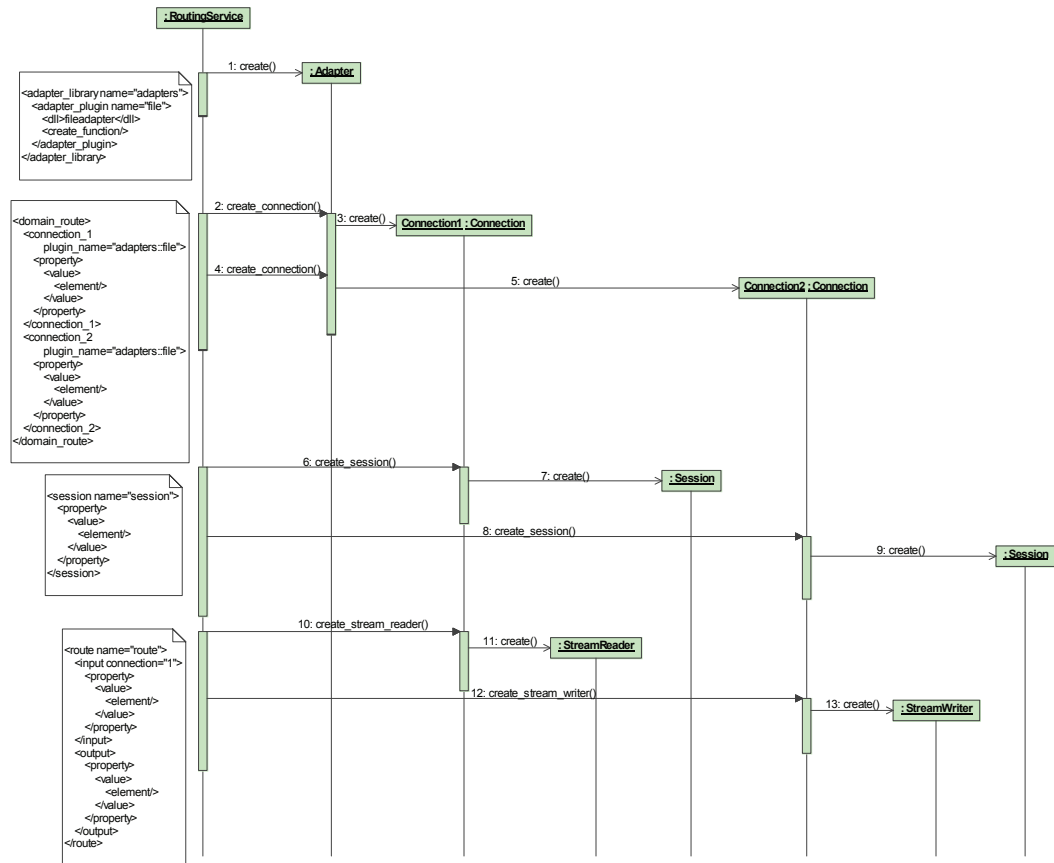 : RoutingService
1: create()
: Adapter
<adapter_library name="adapters">
<adapter_plugin name="file">
<dll>fileadapter</dll>
<create_function/>
</adapter_plugin>
</adapter_library>
2: create_connection()
3: create()
Connection1 : Connection
<domain_route>
<connection_1
plugin_name="adapters::file">
<property>
<value>
<element/>
</value>
</property>
</connection_1>
<connection_2
plugin_name="adapters::file">
<property>
<value>
<element/>
</value>
</property>
</connection_2>
</domain_route>
4: create_connection()
5: create()
Connection2 : Connection
6: create_session()
7: create()
: Session
<session name="session">
<property>
<value>
<element/>
</value>
</property>
</session>
8: create_session()
9: create()
: Session
10: create_stream_reader()
11: create()
: StreamReader
<route name="route">
<input connection="1">
<property>
<value>
<element/>
</value>
</property>
</input>
<output>
<property>
<value>
<element/>
</value>
</property>
</output>
</route>
12: create_stream_writer()
13: create()
: StreamWriter